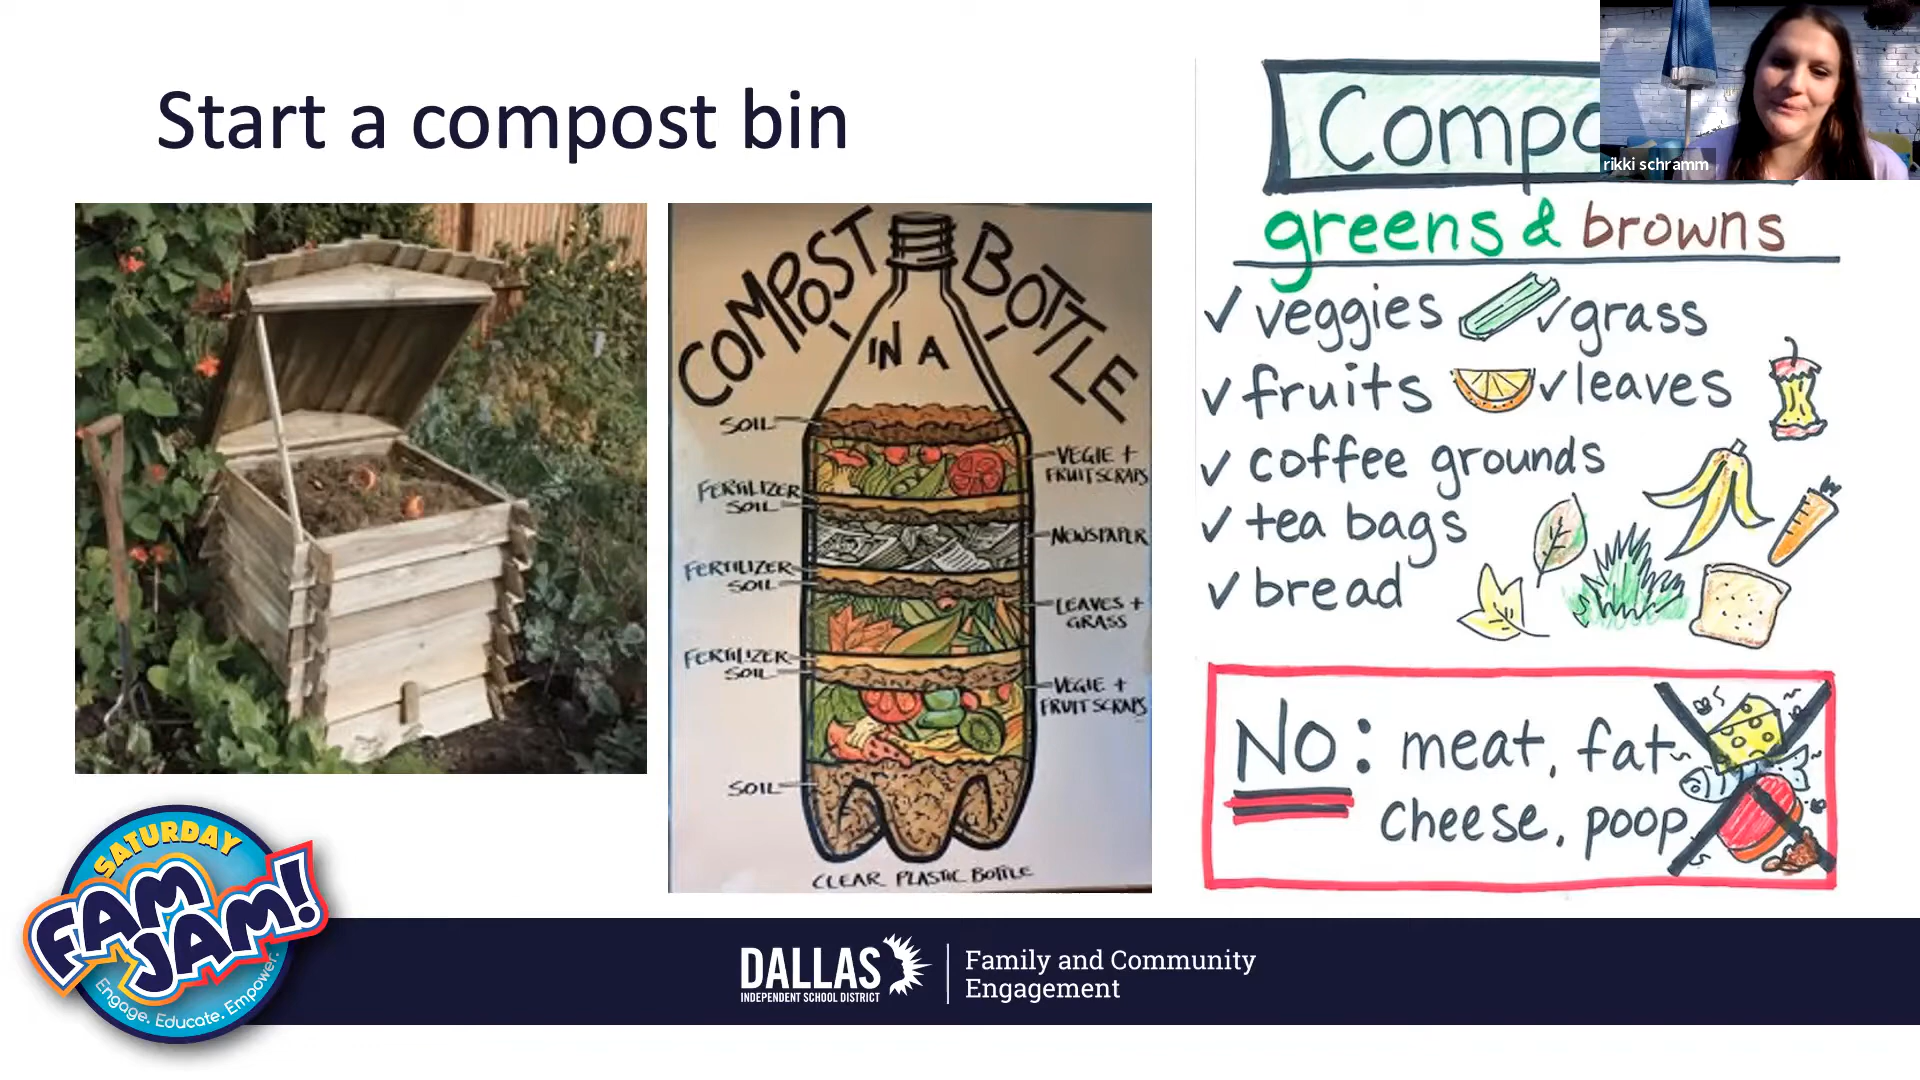 Start a compost bin
COMPOST
IN A
BOTTLE
SOIL
VEGIE +
FRUIT SCRAPS
FERTILIZER
SOIL
NEWSPAPER
FERTILIZER
SOIL
LEAVES +
GRASS
FERTILIZER
SOIL
VEGIE +
FRUIT SCRAPS
SOIL
CLEAR PLASTIC BOTTLE
Compo
greens & browns
✓ veggies ✓ grass
✓ fruits ✓ leaves
✓ coffee grounds
✓ tea bags
✓ bread
NO: meat, fat
cheese, poop
rikki schramm
SATURDAY
FAM
JAM!
Engage. Educate. Empower.
DALLAS
INDEPENDENT SCHOOL DISTRICT
Family and Community
Engagement